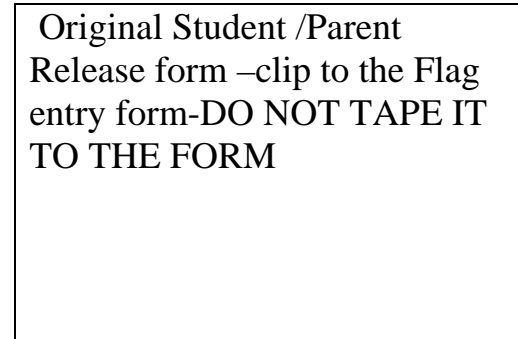 Original Student /Parent
Release form –clip to the Flag
entry form-DO NOT TAPE IT
TO THE FORM